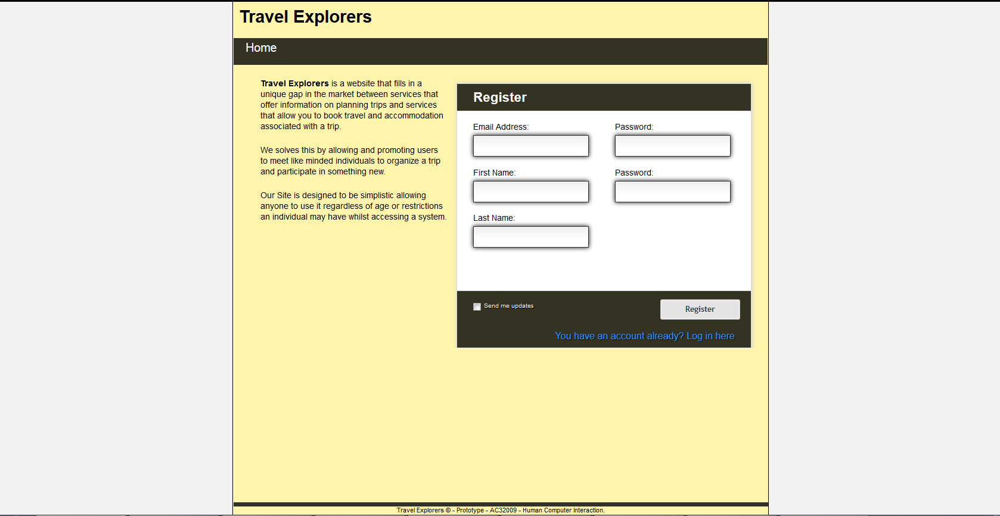 Travel Explorers
Home
Travel Explorers is a website that fills in a
unique gap in the market between services that
offer information on planning trips and services
that allow you to book travel and accommodation
associated with a trip.
We solves this by allowing and promoting users
to meet like minded individuals to organize a trip
and participate in something new.
Our Site is designed to be simplistic allowing
anyone to use it regardless of age or restrictions
an individual may have whilst accessing a system.
Register
Email Address:
Password:
First Name:
Password:
Last Name:
Send me updates
Register
You have an account already? Log in here
Travel Explorers © - Prototype - AC32009 - Human Computer Interaction.